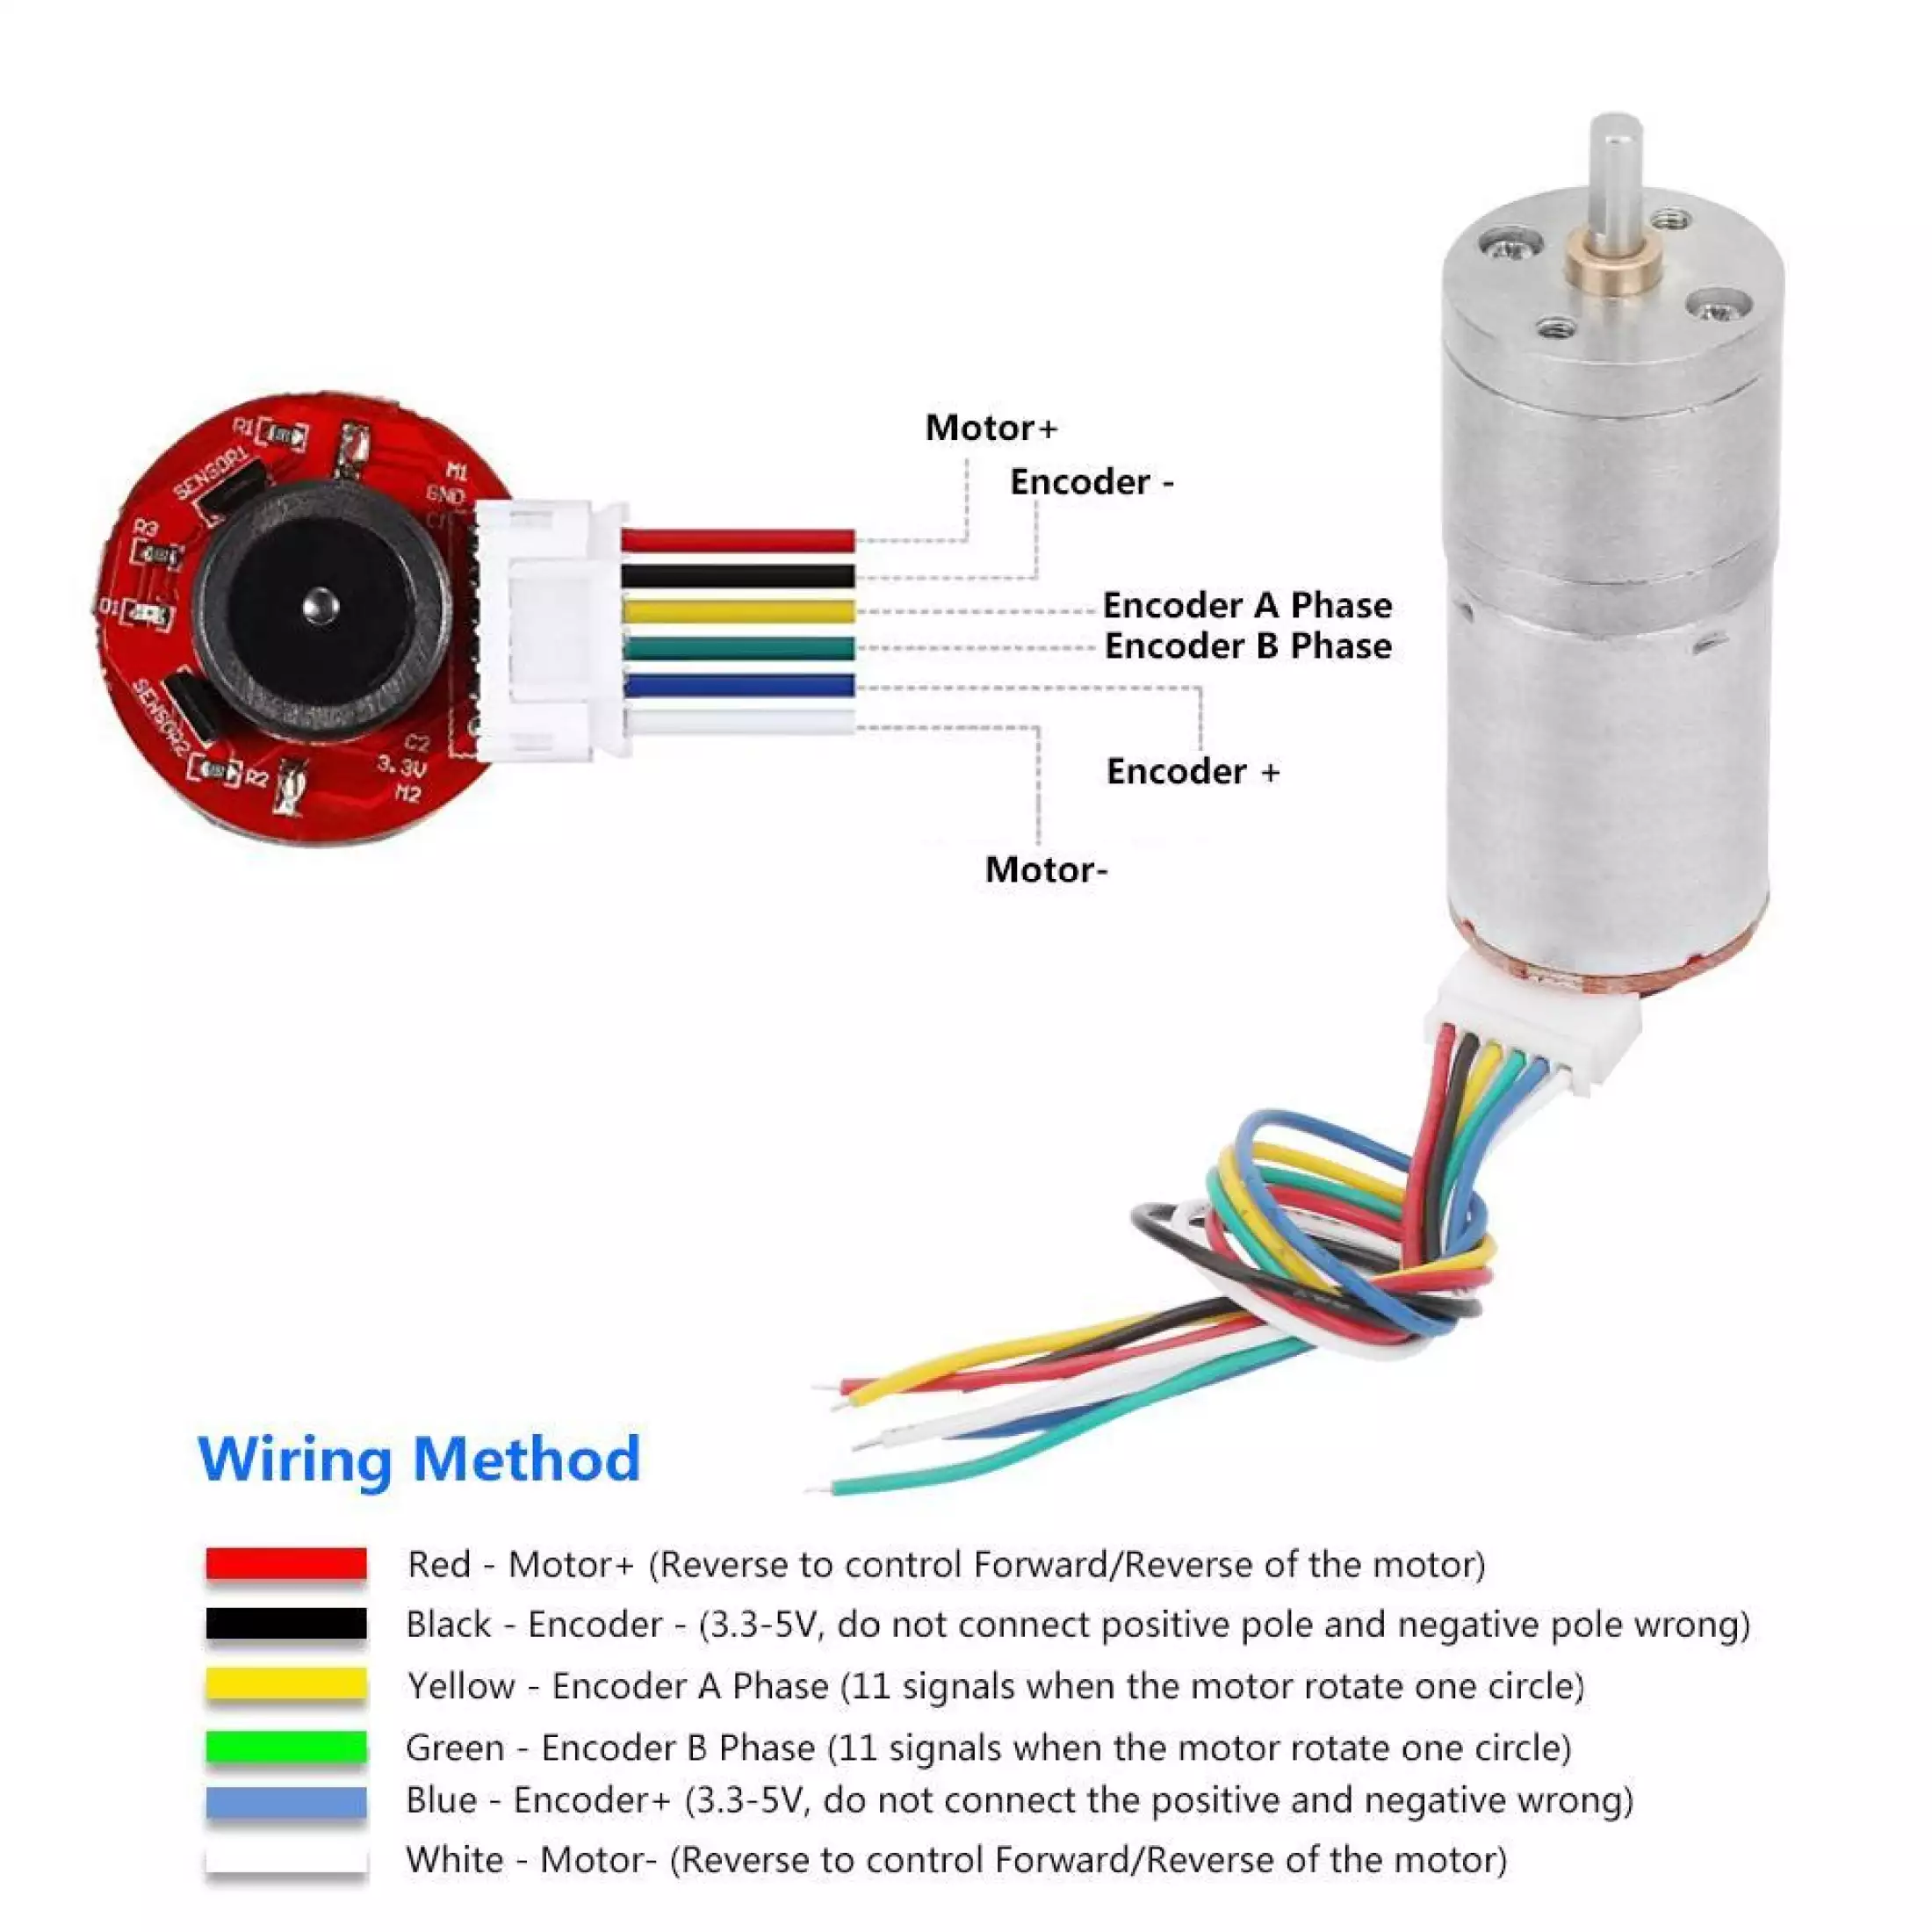 Motor+
Encoder -
R1
SENSOR1
M1
GND
C1
R3
D1
Encoder A Phase
Encoder B Phase
SENSOR2
R2
C2
3.3V
M2
Encoder +
Motor-
Wiring Method
Red - Motor+ (Reverse to control Forward/Reverse of the motor)
Black - Encoder - (3.3-5V, do not connect positive pole and negative pole wrong)
Yellow - Encoder A Phase (11 signals when the motor rotate one circle)
Green - Encoder B Phase (11 signals when the motor rotate one circle)
Blue - Encoder+ (3.3-5V, do not connect the positive and negative wrong)
White - Motor- (Reverse to control Forward/Reverse of the motor)